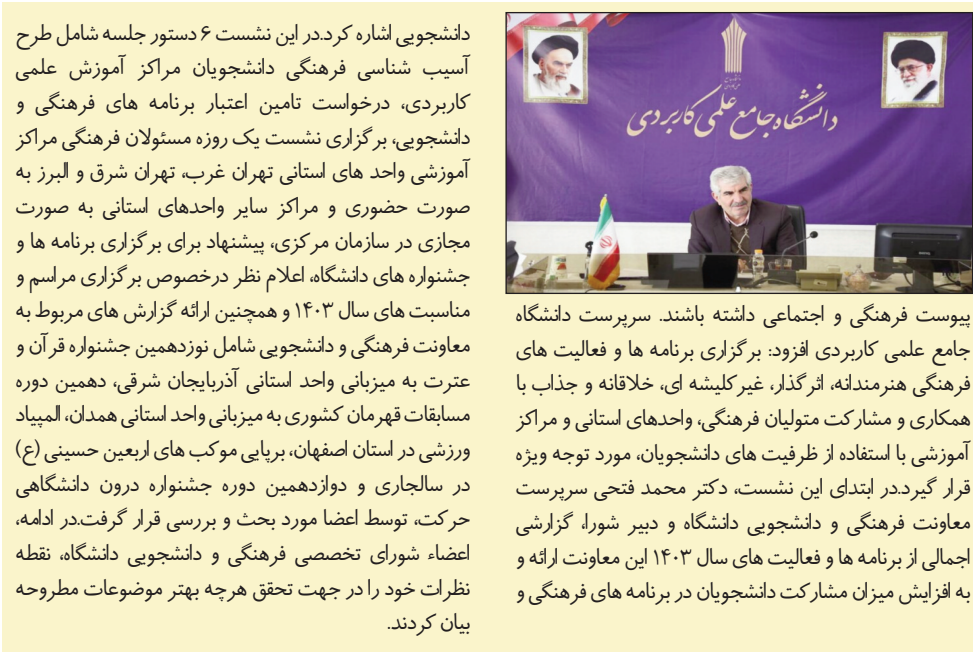 دانشگاه جامع علمی کاربردی
پیوست فرهنگی و اجتماعی داشته باشند. سرپرست دانشگاه
جامع علمی کاربردی افزود: برگزاری برنامه ها و فعالیت های
فرهنگی هنرمندانه، اثرگذار، غیرکلیشه ای، خلاقانه و جذاب با
همکاری و مشارکت متولیان فرهنگی، واحدهای استانی و مراکز
آموزشی با استفاده از ظرفیت های دانشجویان، مورد توجه ویژه
قرار گیرد.در ابتدای این نشست، دکتر محمد فتحی سرپرست
معاونت فرهنگی و دانشجویی دانشگاه و دبیر شورا، گزارشی
اجمالی از برنامه ها و فعالیت های سال ۱۴۰۳ این معاونت ارائه و
به افزایش میزان مشارکت دانشجویان در برنامه های فرهنگی و
دانشجویی اشاره کرد.در این نشست ۶ دستور جلسه شامل طرح
آسیب شناسی فرهنگی دانشجویان مراکز آموزش علمی
کاربردی، درخواست تامین اعتبار برنامه های فرهنگی و
دانشجویی، برگزاری نشست یک روزه مسئولان فرهنگی مراکز
آموزشی واحد های استانی تهران غرب، تهران شرق و البرز به
صورت حضوری و مراکز سایر واحدهای استانی به صورت
مجازی در سازمان مرکزی، پیشنهاد برای برگزاری برنامه ها و
جشنواره های دانشگاه، اعلام نظر درخصوص برگزاری مراسم و
مناسبت های سال ۱۴۰۳ و همچنین ارائه گزارش های مربوط به
معاونت فرهنگی و دانشجویی شامل نوزدهمین جشنواره قرآن و
عترت به میزبانی واحد استانی آذربایجان شرقی، دهمین دوره
مسابقات قهرمان کشوری به میزبانی واحد استانی همدان، المپیاد
ورزشی در استان اصفهان، برپایی موکب های اربعین حسینی (ع)
در سالجاری و دوازدهمین دوره جشنواره درون دانشگاهی
حرکت، توسط اعضا مورد بحث و بررسی قرار گرفت.در ادامه،
اعضاء شورای تخصصی فرهنگی و دانشجویی دانشگاه، نقطه
نظرات خود را در جهت تحقق هرچه بهتر موضوعات مطروحه
بیان کردند.